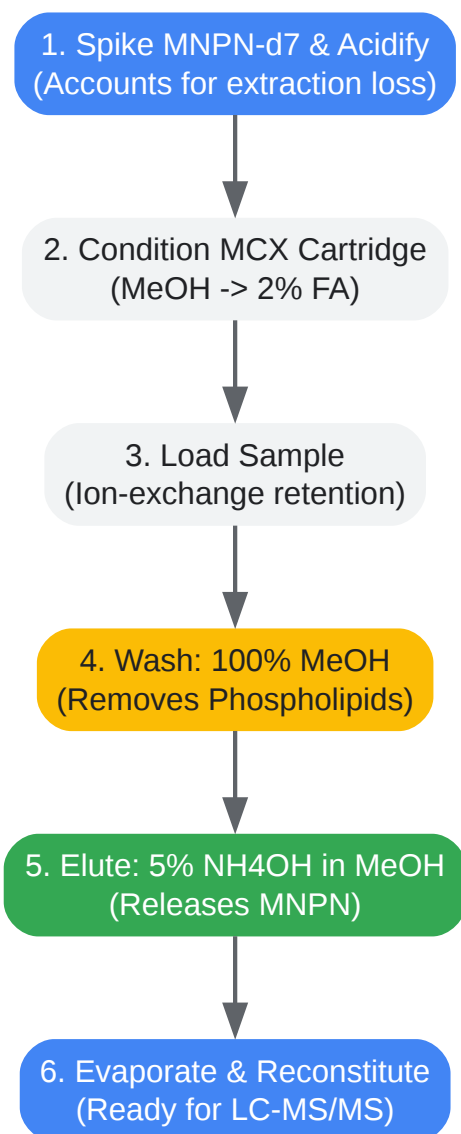 1. Spike MNPN-d7 & Acidify
(Accounts for extraction loss)
2. Condition MCX Cartridge
(MeOH -> 2% FA)
3. Load Sample
(Ion-exchange retention)
4. Wash: 100% MeOH
(Removes Phospholipids)
5. Elute: 5% NH4OH in MeOH
(Releases MNPN)
6. Evaporate & Reconstitute
(Ready for LC-MS/MS)